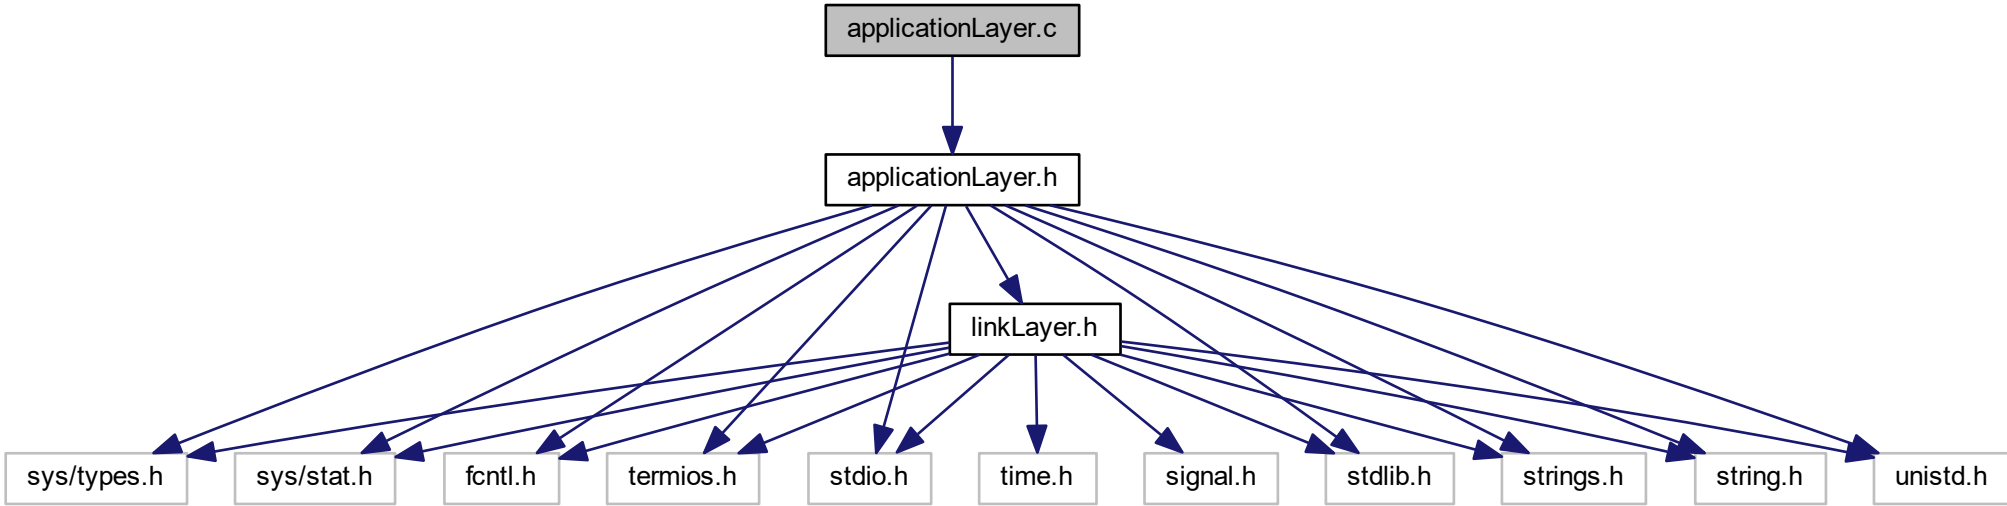 applicationLayer.c
applicationLayer.h
linkLayer.h
sys/types.h
sys/stat.h
fcntl.h
termios.h
stdio.h
time.h
signal.h
stdlib.h
strings.h
string.h
unistd.h